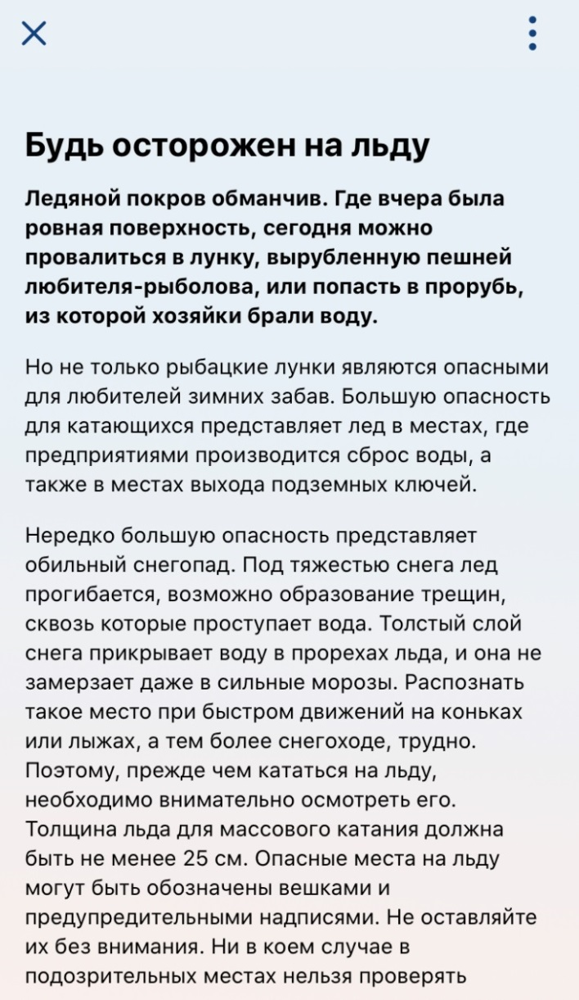 Будь осторожен на льду
Ледяной покров обманчив. Где вчера была
ровная поверхность, сегодня можно
провалиться в лунку, вырубленную пешней
любителя-рыболова, или попасть в прорубь,
из которой хозяйки брали воду.
Но не только рыбацкие лунки являются опасными
для любителей зимних забав. Большую опасность
для катающихся представляет лед в местах, где
предприятиями производится сброс воды, а
также в местах выхода подземных ключей.
Нередко большую опасность представляет
обильный снегопад. Под тяжестью снега лед
прогибается, возможно образование трещин,
сквозь которые проступает вода. Толстый слой
снега прикрывает воду в прорехах льда, и она не
замерзает даже в сильные морозы. Распознать
такое место при быстром движений на коньках
или лыжах, а тем более снегоходе, трудно.
Поэтому, прежде чем кататься на льду,
необходимо внимательно осмотреть его.
Толщина льда для массового катания должна
быть не менее 25 см. Опасные места на льду
могут быть обозначены вешками и
предупредительными надписями. Не оставляйте
их без внимания. Ни в коем случае в
подозрительных местах нельзя проверять